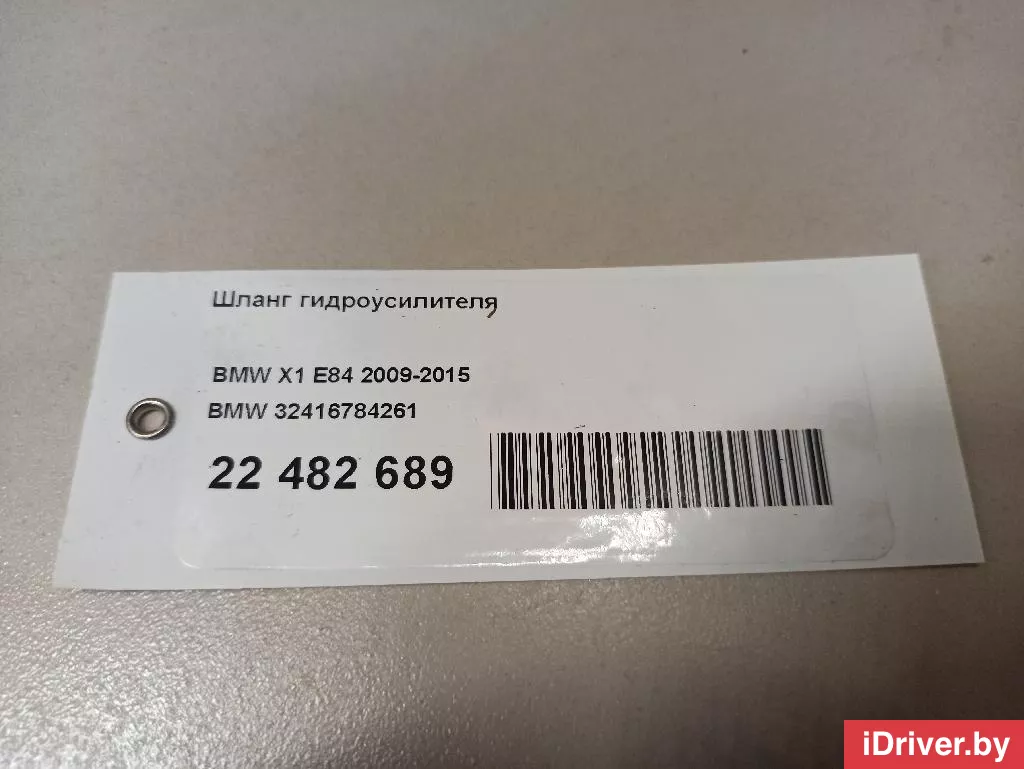 Шланг гидроусилителя
BMW X1 E84 2009-2015
BMW 32416784261
22 482 689
iDriver.by